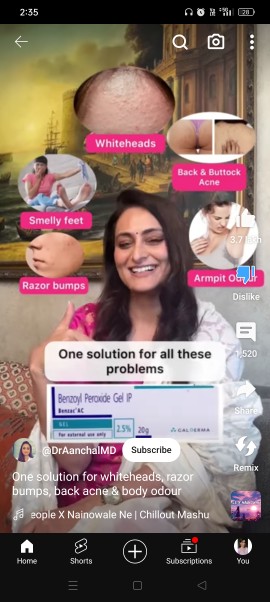 2:35
28
Whiteheads
Back & Buttock
Acne
Smelly feet
Razor bumps
Armpit
Dislike
One solution for all these
problems
1,520
Benzoyl Peroxide Gel IP
Benzac AC
GEL
For external use only
2.5%
20g
GALDERMA
Share
@DrAanchalMD
Subscribe
One solution for whiteheads, razor
bumps, back acne & body odour
Remix
eople X Nainowale Ne | Chillout Mashu
Home
Shorts
Subscriptions
You